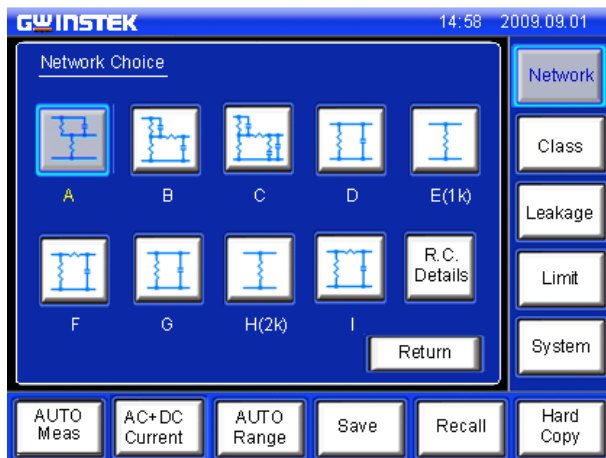 GWINSTEK 14:58 2009.09.01
Network Choice
Network
A B C D E(1k)
Class
Leakage
R.C.
Details
F G H(2k) I
Limit
Return
System
AUTO
Meas
AC+DC
Current
AUTO
Range
Save
Recall
Hard
Copy